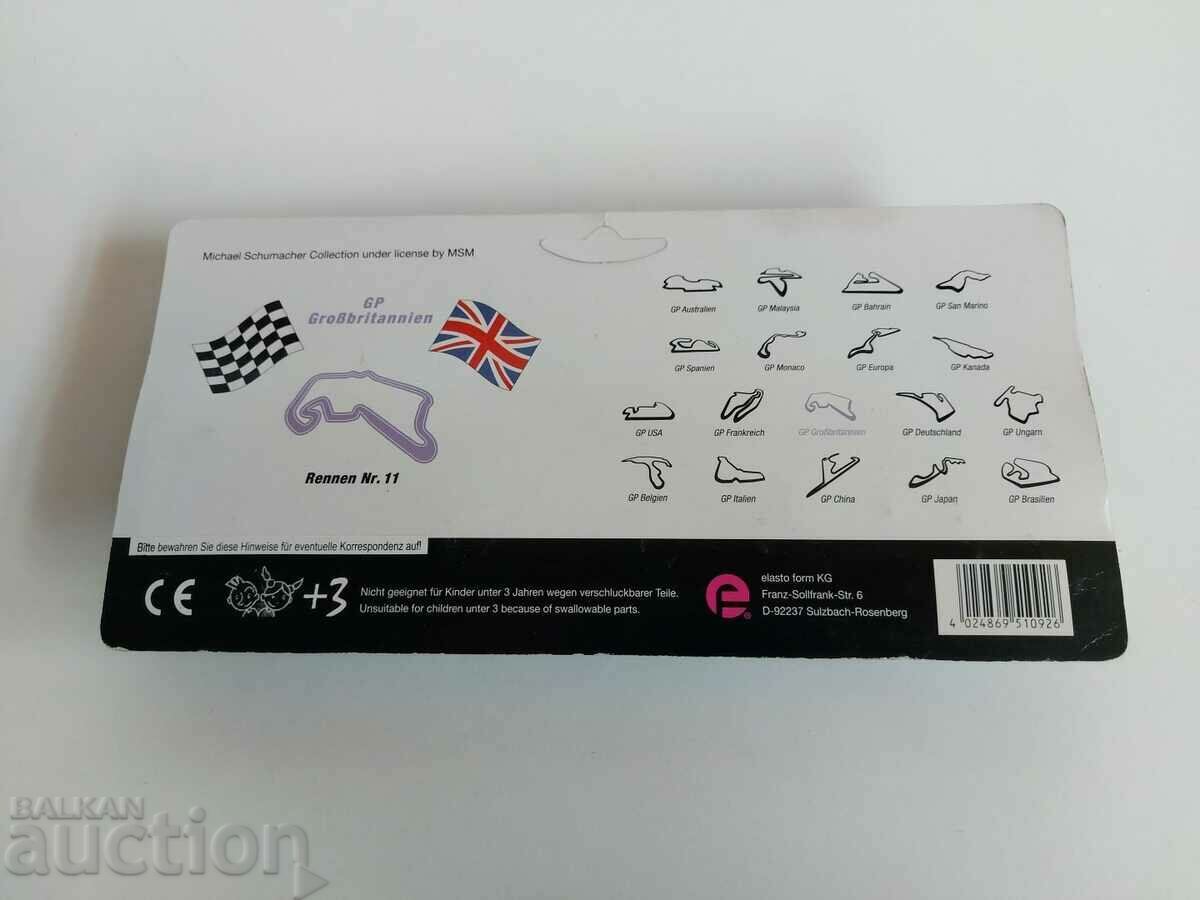 Michael Schumacher Collection under license by MSM
GP
Großbritannien
Rennen Nr. 11
GP Australien
GP Malaysia
GP Bahrain
GP San Marino
GP Spanien
GP Monaco
GP Europa
GP Kanada
GP USA
GP Frankreich
GP Großbritannien
GP Deutschland
GP Ungarn
GP Belgien
GP Italien
GP China
GP Japan
GP Brasilien
Bitte bewahren Sie diese Hinweise für eventuelle Korrespondenz auf!
CE
+3
Nicht geeignet für Kinder unter 3 Jahren wegen verschluckbarer Teile.
Unsuitable for children under 3 because of swallowable parts.
e®
elasto form KG
Franz-Sollfrank-Str. 6
D-92237 Sulzbach-Rosenberg
4 024869 510926
BALKAN
auction